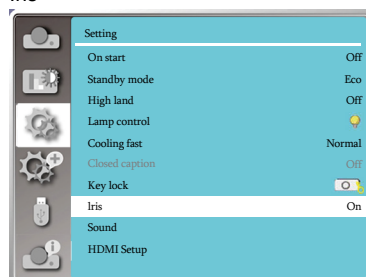 Setting
On start Off
Standby mode Eco
High land Off
Lamp control
Cooling fast Normal
Closed caption Off
Key lock
Iris On
Sound
HDMI Setup